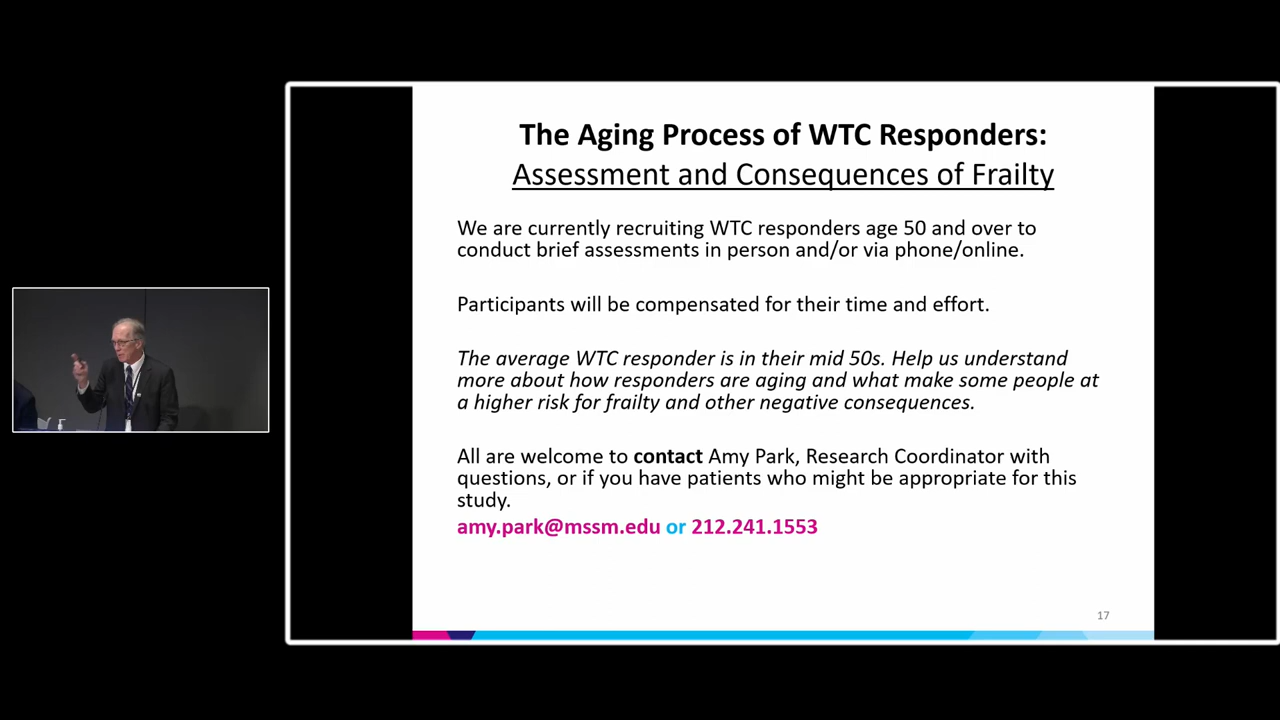 The Aging Process of WTC Responders:
Assessment and Consequences of Frailty
We are currently recruiting WTC responders age 50 and over to
conduct brief assessments in person and/or via phone/online.
Participants will be compensated for their time and effort.
The average WTC responder is in their mid 50s. Help us understand
more about how responders are aging and what make some people at
a higher risk for frailty and other negative consequences.
All are welcome to contact Amy Park, Research Coordinator with
questions, or if you have patients who might be appropriate for this
study.
amy.park@mssm.edu or 212.241.1553
17